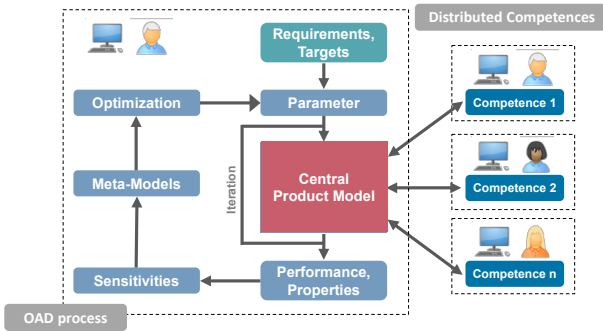 Distributed Competences
Requirements,
Targets
Optimization
Parameter
Competence 1
Iteration
Central
Product Model
Meta-Models
Competence 2
Sensitivities
Performance,
Properties
Competence n
OAD process